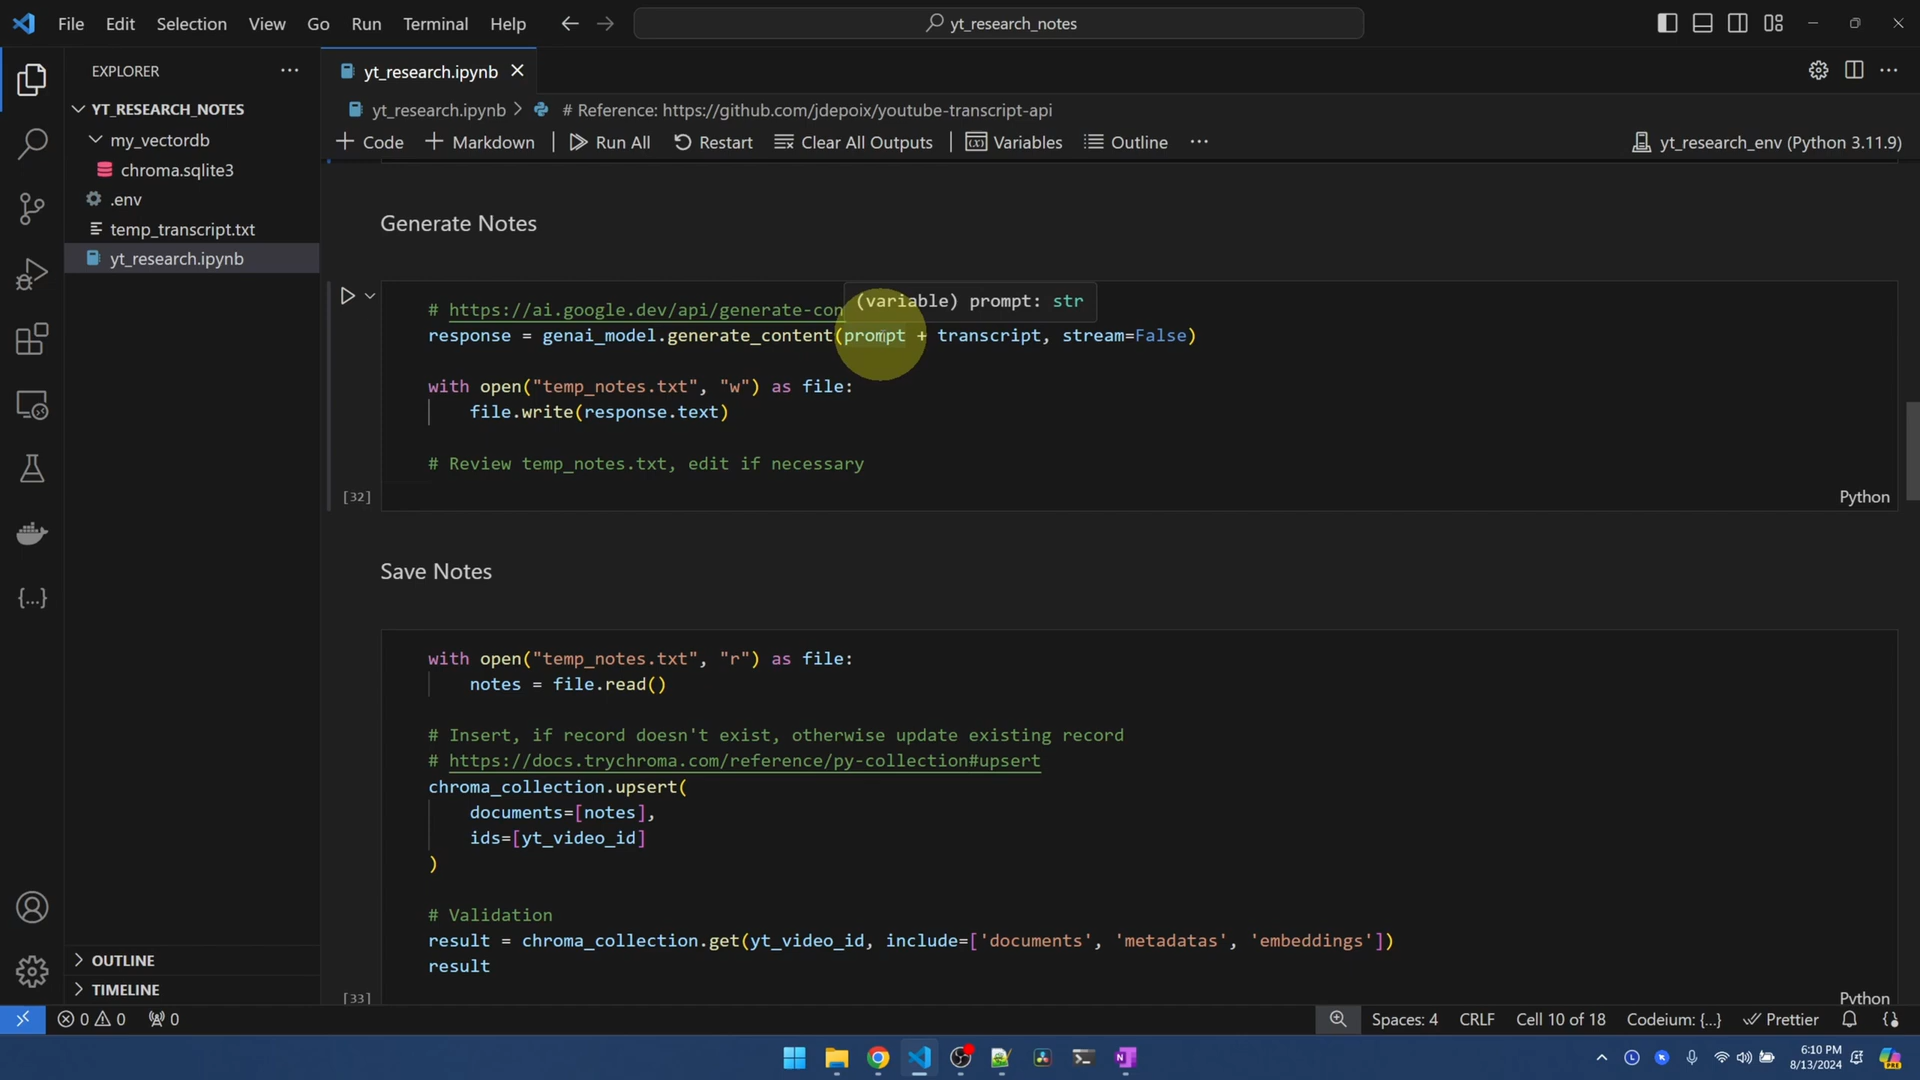 File Edit Selection View Go Run Terminal Help
yt_research_notes
EXPLORER
YT_RESEARCH_NOTES
my_vectordb
chroma.sqlite3
.env
temp_transcript.txt
yt_research.ipynb
OUTLINE
TIMELINE
yt_research.ipynb
yt_research.ipynb > # Reference: https://github.com/jdepoix/youtube-transcript-api
+ Code + Markdown Run All Restart Clear All Outputs Variables Outline ...
yt_research_env (Python 3.11.9)
Generate Notes
(variable) prompt: str
# https://ai.google.dev/api/generate-con
response = genai_model.generate_content(prompt + transcript, stream=False)
with open("temp_notes.txt", "w") as file:
file.write(response.text)
# Review temp_notes.txt, edit if necessary
[32]
Python
Save Notes
with open("temp_notes.txt", "r") as file:
notes = file.read()
# Insert, if record doesn't exist, otherwise update existing record
# https://docs.trychroma.com/reference/py-collection#upsert
chroma_collection.upsert(
documents=[notes],
ids=[yt_video_id]
)
# Validation
result = chroma_collection.get(yt_video_id, include=['documents', 'metadatas', 'embeddings'])
result
[33]
Python
0 0 0
Spaces: 4 CRLF Cell 10 of 18 Codeium: {...} Prettier
6:10 PM
8/13/2024